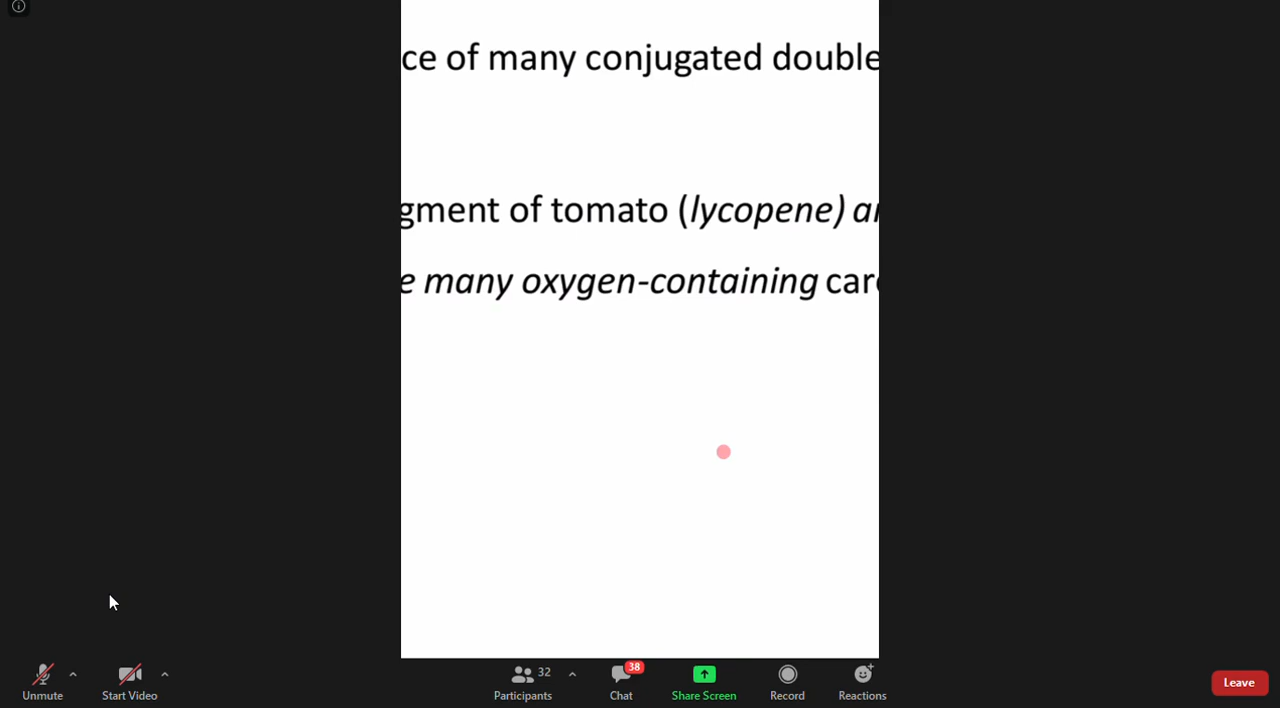 ce of many conjugated double
gment of tomato (lycopene) a
e many oxygen-containing car
32
38
Unmute
Start Video
Participants
Chat
Share Screen
Record
Reactions
Leave